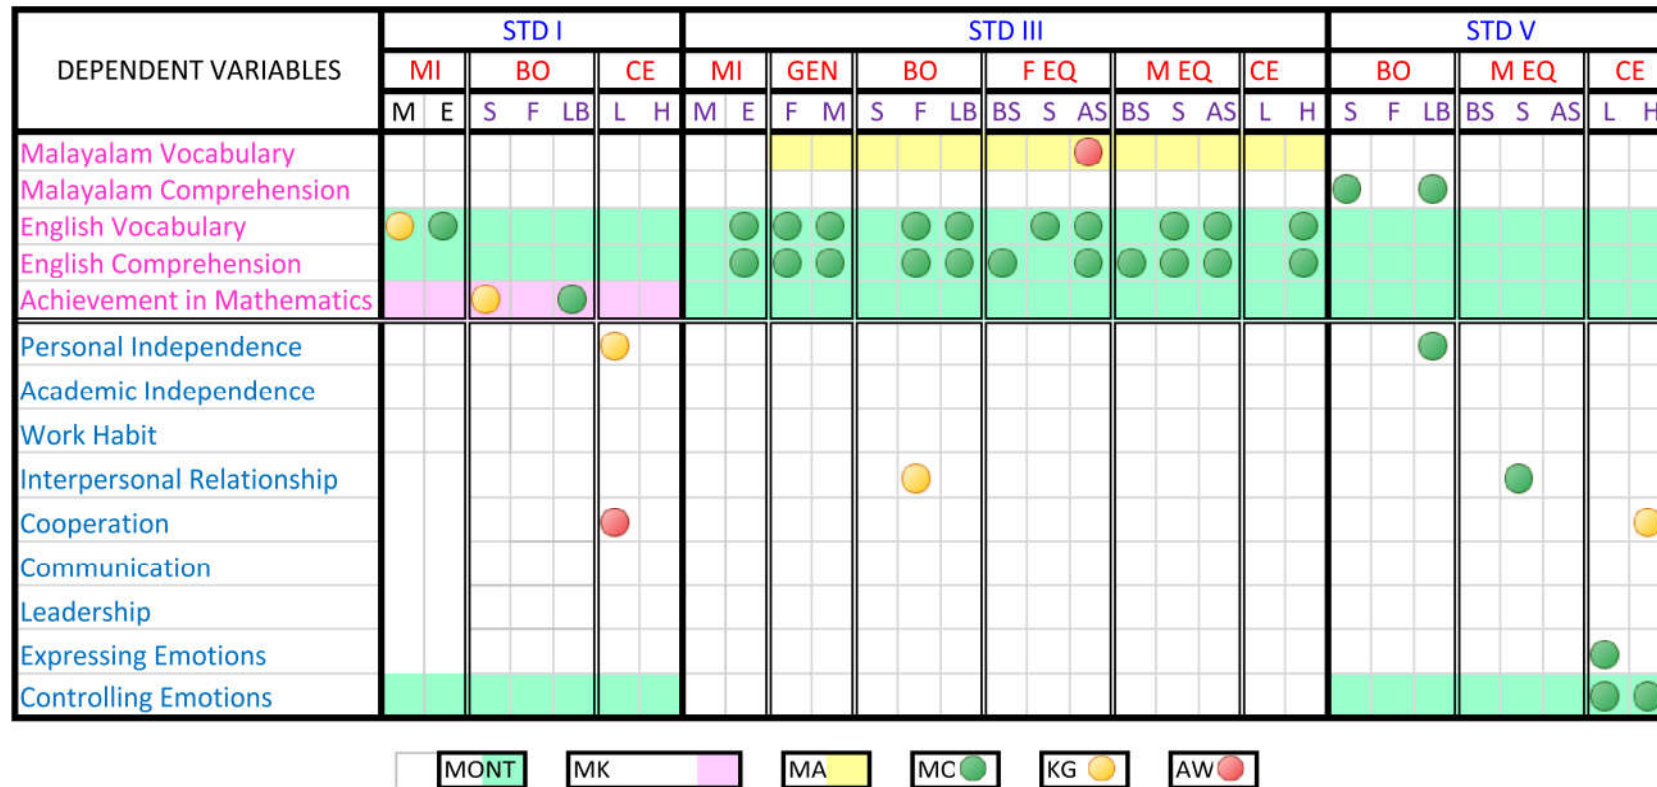 DEPENDENT VARIABLES STD I STD III STD V
MI BO CE MI GEN BO F EQ M EQ CE BO M EQ CE
M E S F LB L H M E F M S F LB BS S AS BS S AS L H S F LB BS S AS L H
Malayalam Vocabulary
Malayalam Comprehension
English Vocabulary
English Comprehension
Achievement in Mathematics
Personal Independence
Academic Independence
Work Habit
Interpersonal Relationship
Cooperation
Communication
Leadership
Expressing Emotions
Controlling Emotions
MONT MK MA MC KG AW